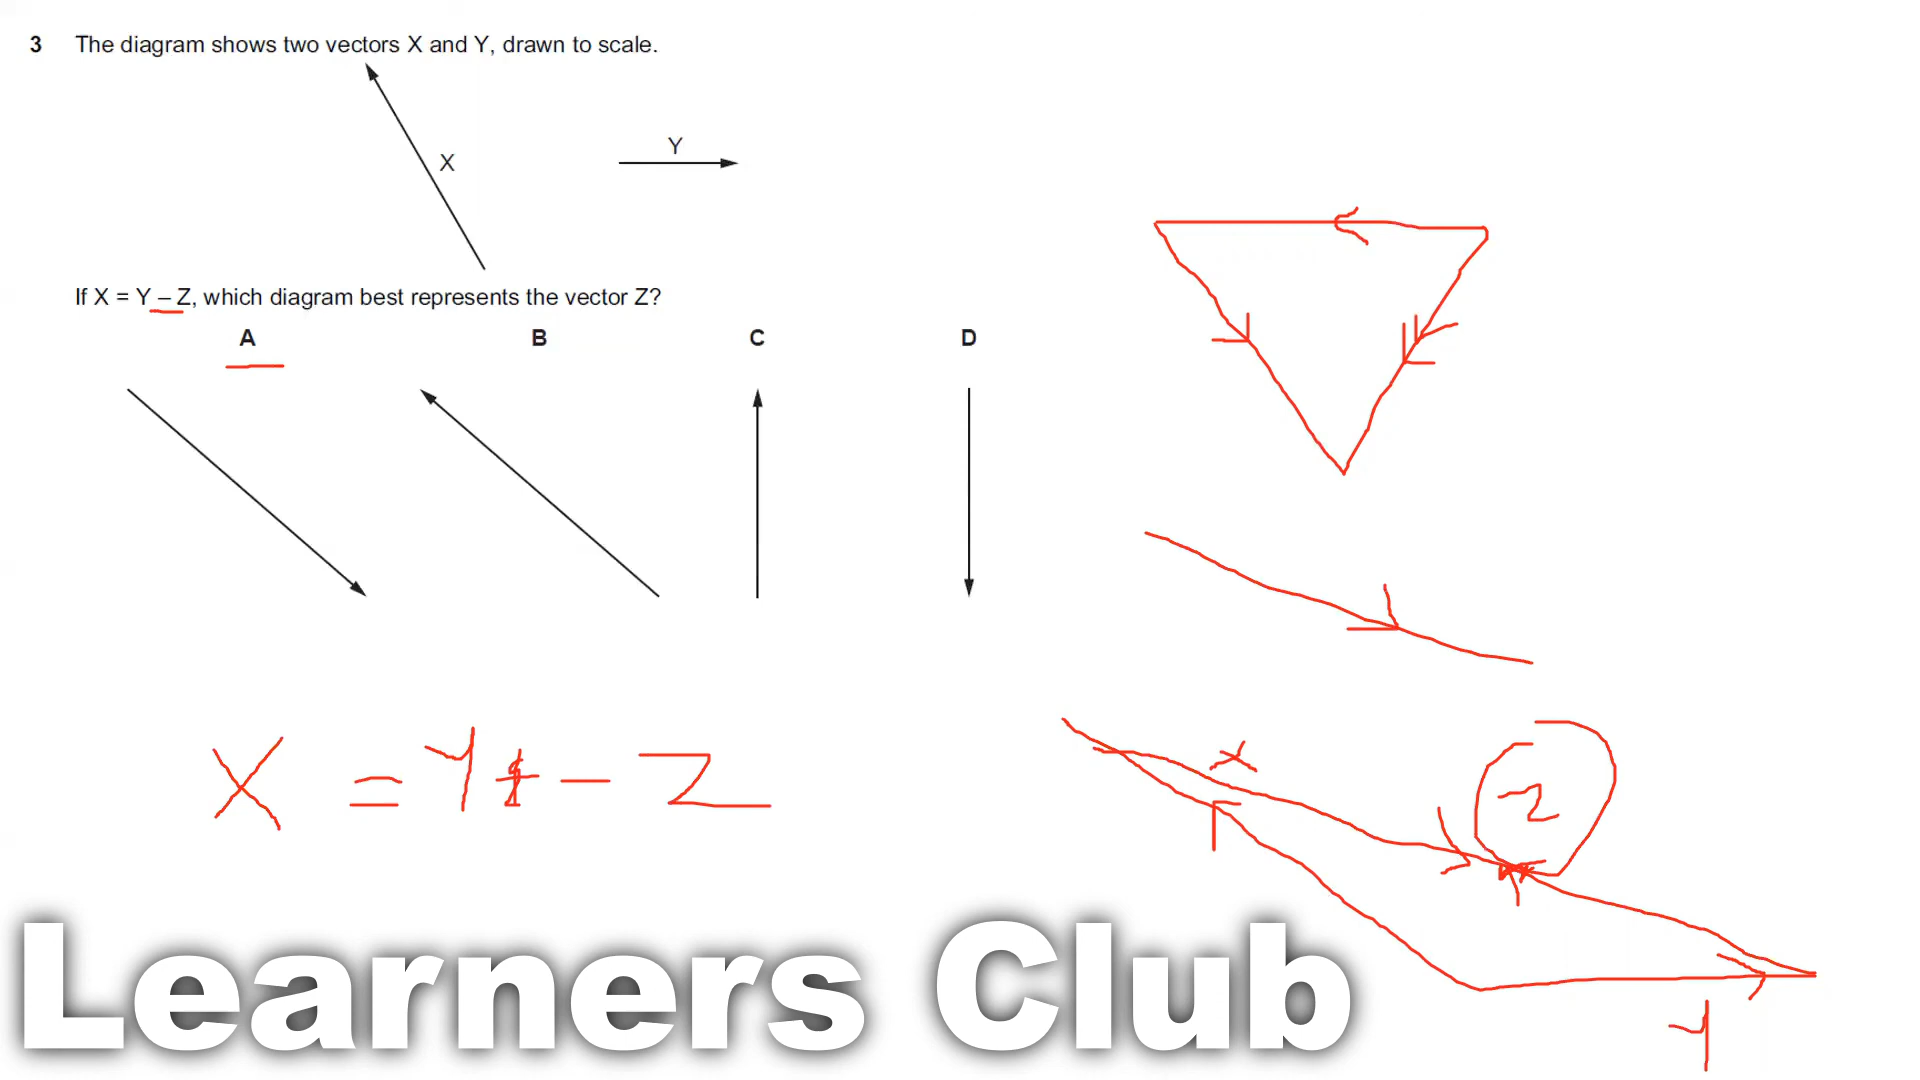 3 The diagram shows two vectors X and Y, drawn to scale.
X
Y
If X = Y – Z, which diagram best represents the vector Z?
A B C D
X = Y – Z
x
Z
Y
Learners Club